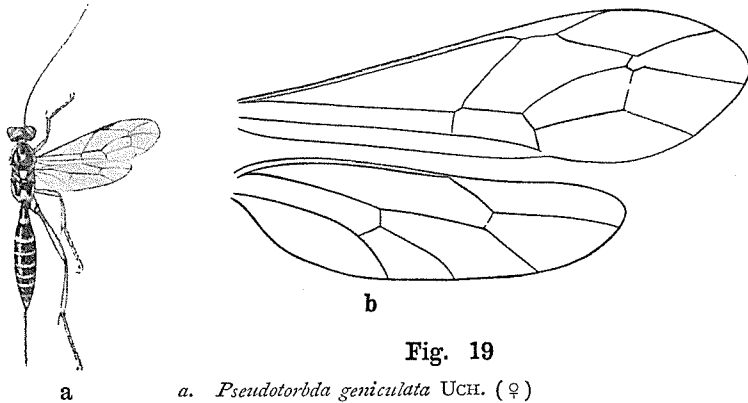 b
Fig. 19
a
a. Pseudotorbda geniculata UCH. (♀)